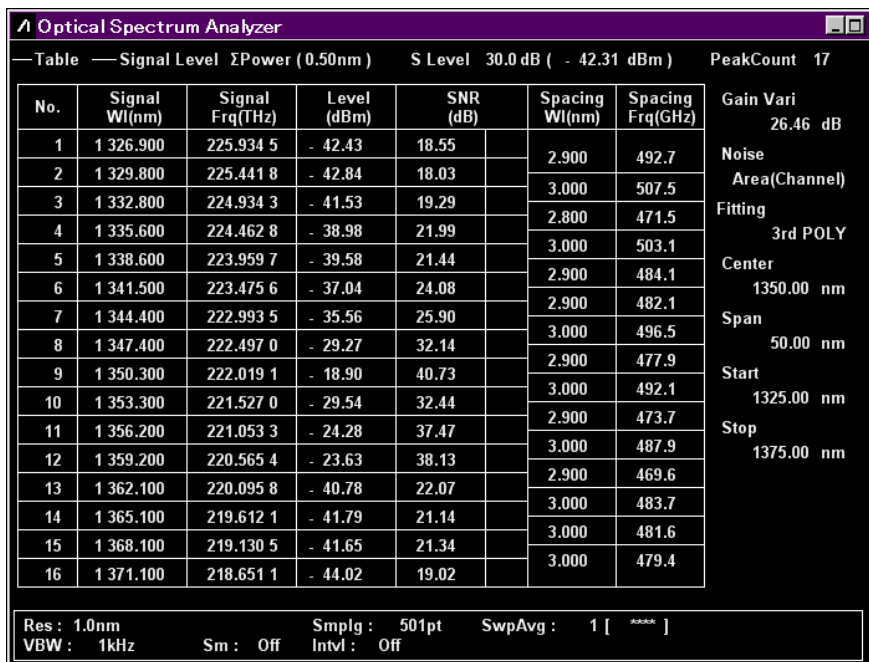 Optical Spectrum Analyzer
Table Signal Level ΣPower ( 0.50nm ) S Level 30.0 dB ( - 42.31 dBm ) PeakCount 17
No. Signal Wl(nm) Signal Frq(THz) Level (dBm) SNR (dB) Spacing Wl(nm) Spacing Frq(GHz)
1 1 326.900 225.934 5 - 42.43 18.55
2.900 492.7
2 1 329.800 225.441 8 - 42.84 18.03
3.000 507.5
3 1 332.800 224.934 3 - 41.53 19.29
2.800 471.5
4 1 335.600 224.462 8 - 38.98 21.99
3.000 503.1
5 1 338.600 223.959 7 - 39.58 21.44
2.900 484.1
6 1 341.500 223.475 6 - 37.04 24.08
2.900 482.1
7 1 344.400 222.993 5 - 35.56 25.90
3.000 496.5
8 1 347.400 222.497 0 - 29.27 32.14
2.900 477.9
9 1 350.300 222.019 1 - 18.90 40.73
3.000 492.1
10 1 353.300 221.527 0 - 29.54 32.44
2.900 473.7
11 1 356.200 221.053 3 - 24.28 37.47
3.000 487.9
12 1 359.200 220.565 4 - 23.63 38.13
2.900 469.6
13 1 362.100 220.095 8 - 40.78 22.07
3.000 483.7
14 1 365.100 219.612 1 - 41.79 21.14
3.000 481.6
15 1 368.100 219.130 5 - 41.65 21.34
3.000 479.4
16 1 371.100 218.651 1 - 44.02 19.02
Gain Vari
26.46 dB
Noise
Area(Channel)
Fitting
3rd POLY
Center
1350.00 nm
Span
50.00 nm
Start
1325.00 nm
Stop
1375.00 nm
Res : 1.0nm Smplg : 501pt SwpAvg : 1 [ **** ]
VBW : 1kHz Sm : Off Intvl : Off